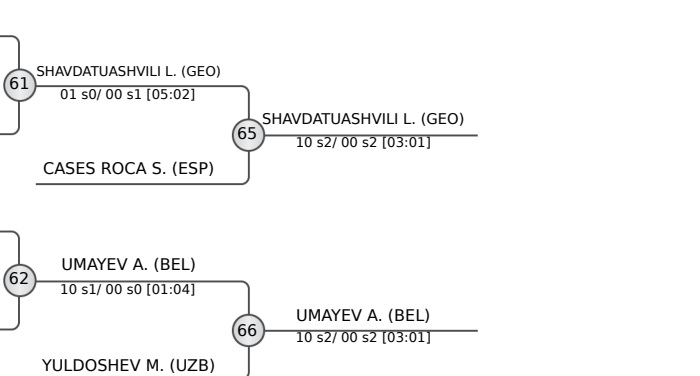 61
SHAVDATUASHVILI L. (GEO)
01 s0/ 00 s1 [05:02]
65
SHAVDATUASHVILI L. (GEO)
10 s2/ 00 s2 [03:01]
CASES ROCA S. (ESP)
62
UMAYEV A. (BEL)
10 s1/ 00 s0 [01:04]
66
UMAYEV A. (BEL)
10 s2/ 00 s2 [03:01]
YULDOSHEV M. (UZB)